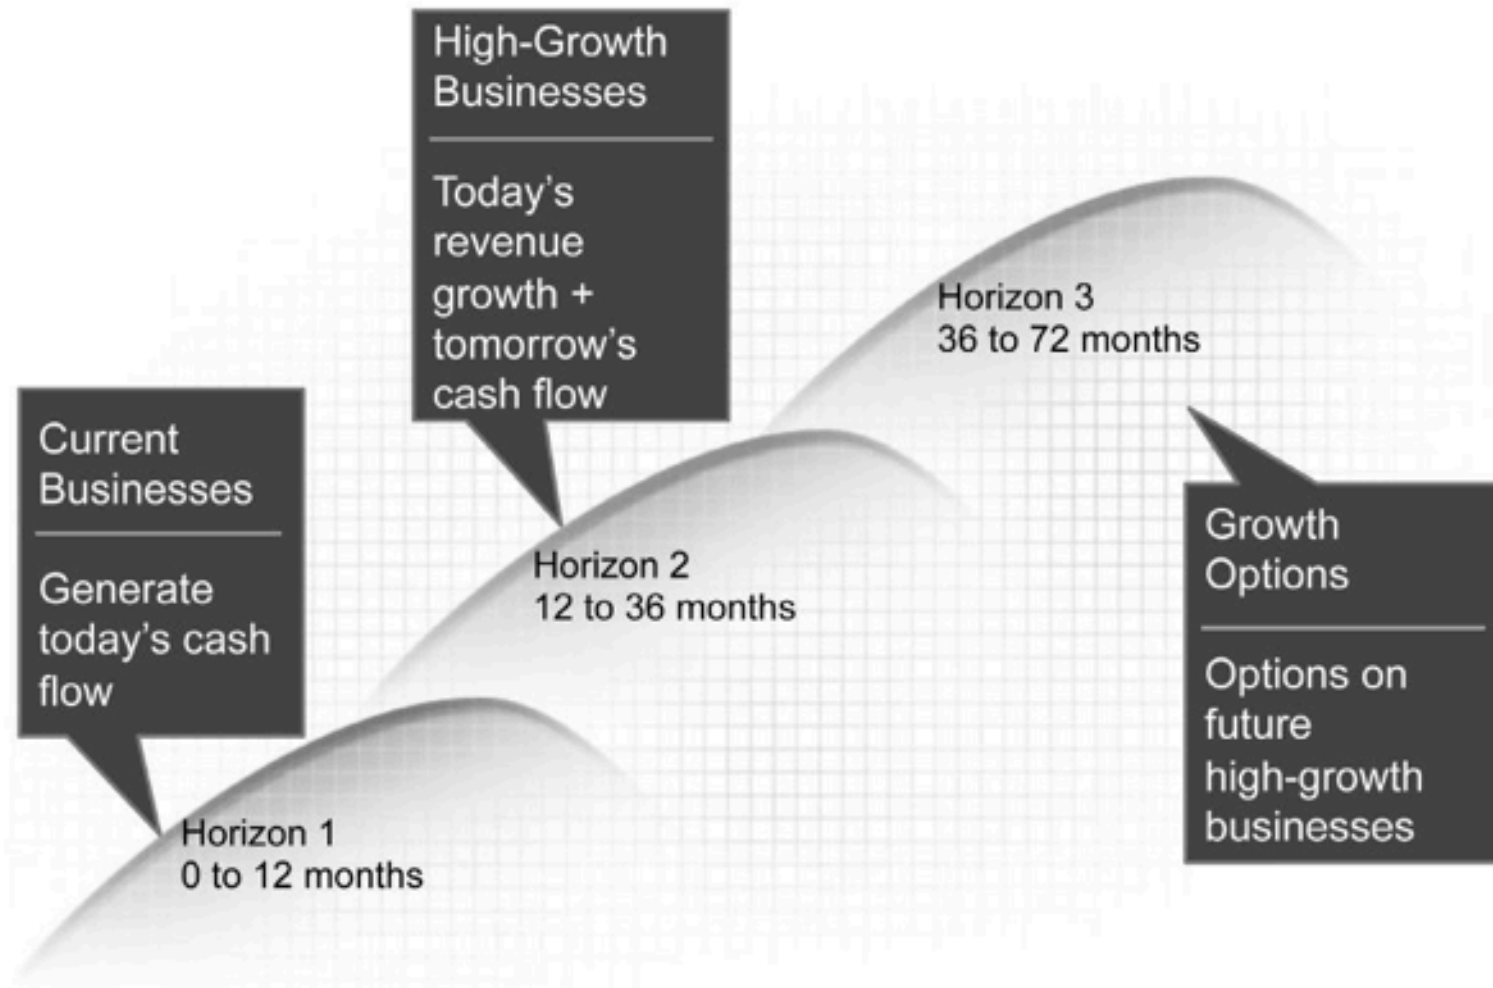 High-Growth
Businesses
Today’s
revenue
growth +
tomorrow’s
cash flow
Horizon 3
36 to 72 months
Current
Businesses
Generate
today’s cash
flow
Growth
Options
Options on
future
high-growth
businesses
Horizon 2
12 to 36 months
Horizon 1
0 to 12 months